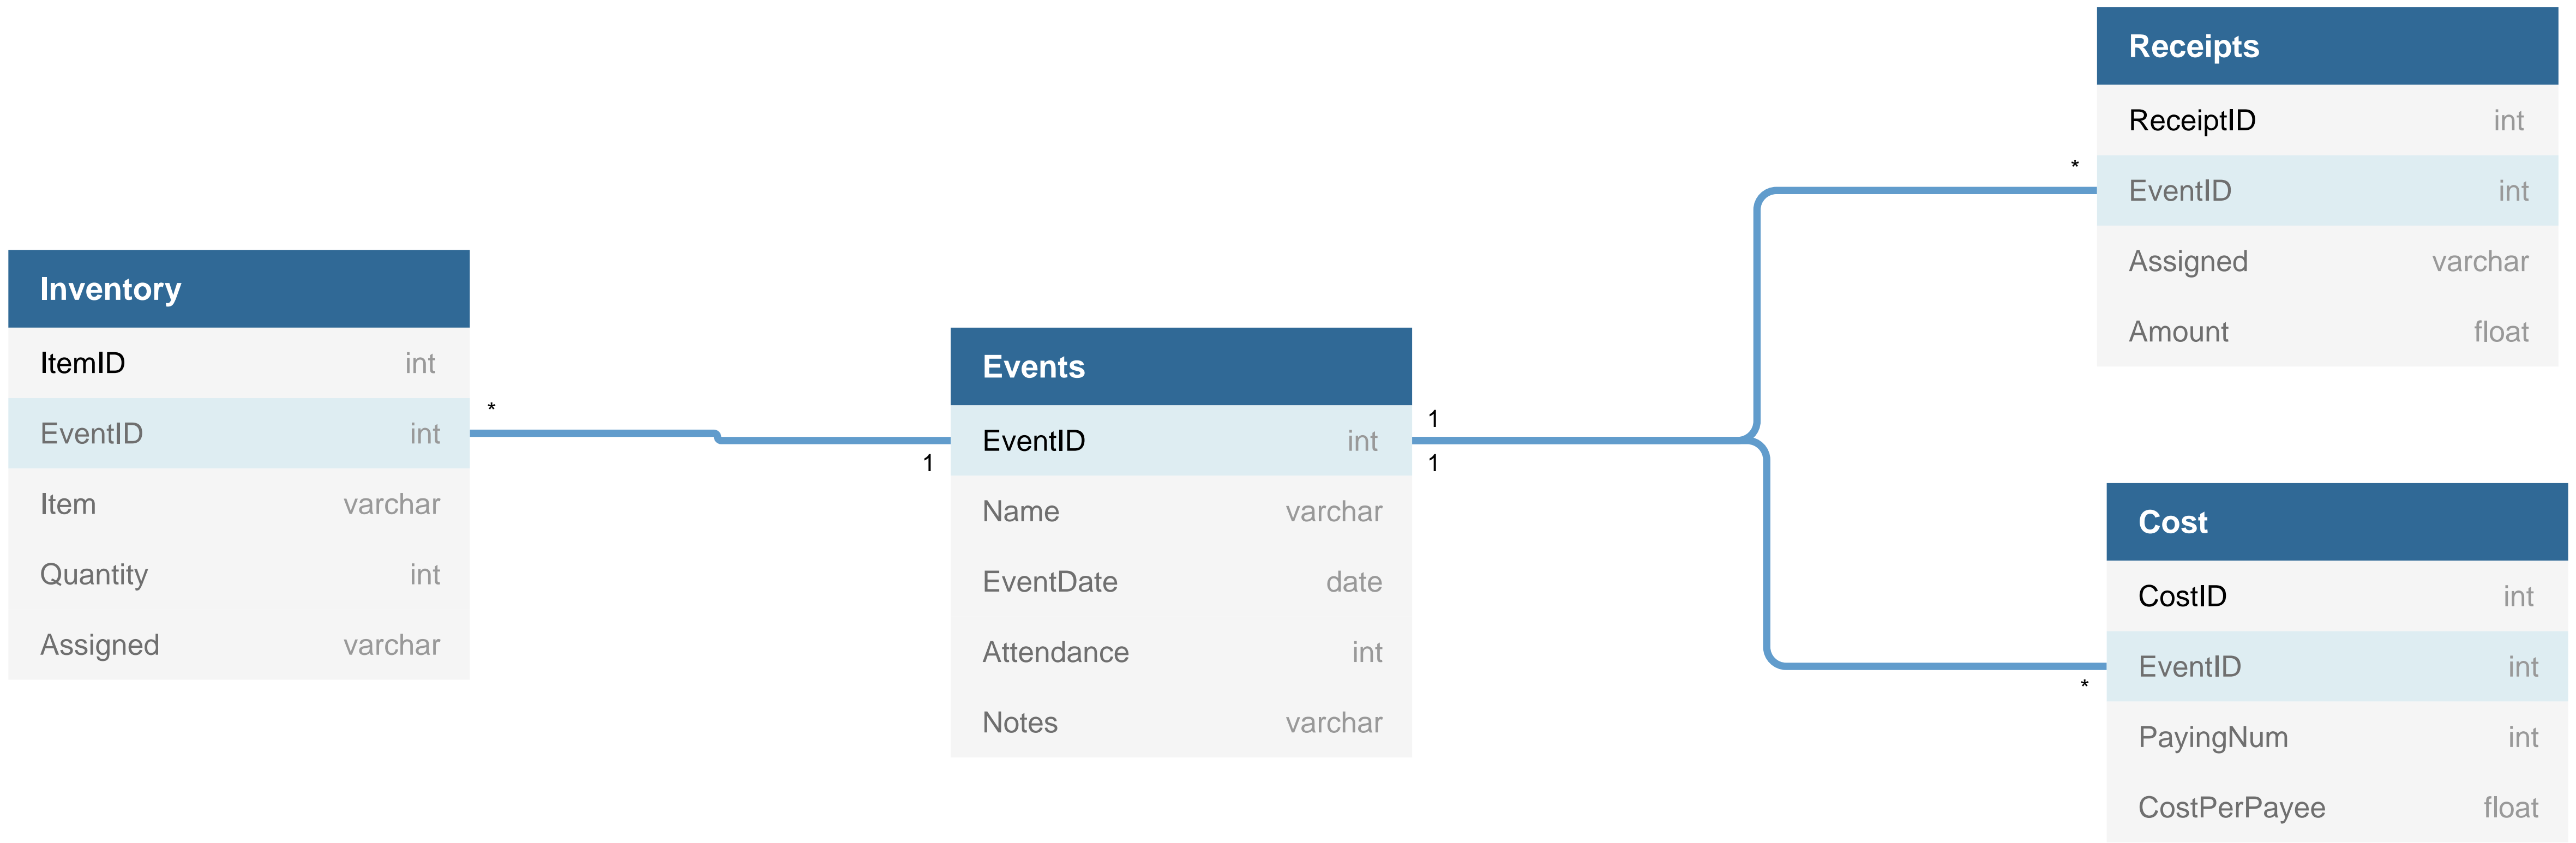 Inventory
ItemID int
EventID int
Item varchar
Quantity int
Assigned varchar
*
1
Events
EventID int
Name varchar
EventDate date
Attendance int
Notes varchar
1
1
*
Receipts
ReceiptID int
EventID int
Assigned varchar
Amount float
*
Cost
CostID int
EventID int
PayingNum int
CostPerPayee float